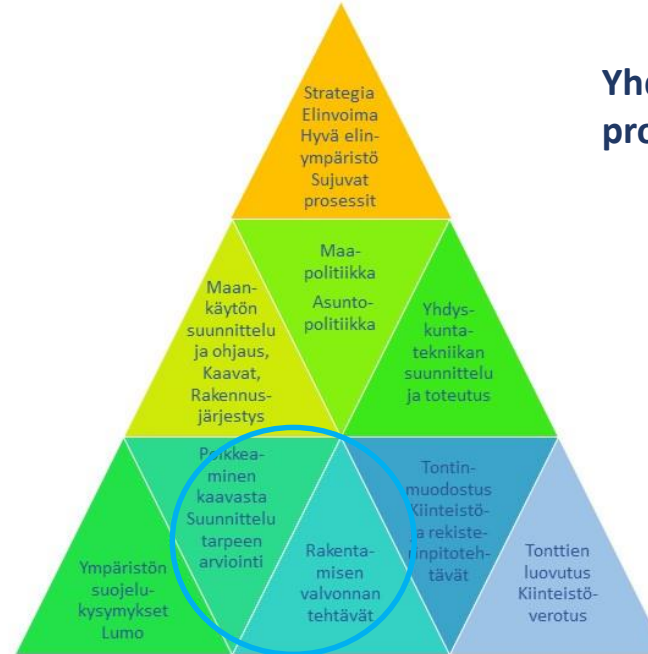 Strategia
Elinvoima
Hyvä elin-
ympäristö
Sujuvat
prosessit
Maa-
politiikka
Asunto-
politiikka
Maan-
käytön
suunnittelu
ja ohjaus,
Kaavat,
Rakennus-
järjestys
Yhdys-
kunta-
tekniikan
suunnittelu
ja toteutus
Poikkea-
minen
kaavasta
Suunnittelu
tarpeen
arviointi
Tontin-
muodostus
Kiinteistö-
ja rekiste-
rinpitoteh-
tävät
Ympäristön
suojelu-
kysymykset
Lumo
Rakenta-
misen
valvonnan
tehtävät
Tonttien
luovutus
Kiinteistö-
verotus